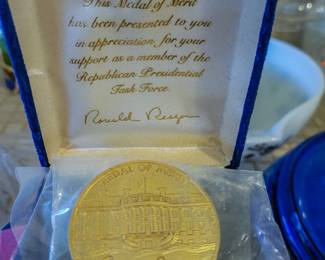 This Medal of Merit
has been presented to you
in appreciation for your
support as a member of the
Republican Presidential
Task Force.
Ronald Reagan
MEDAL OF MERIT